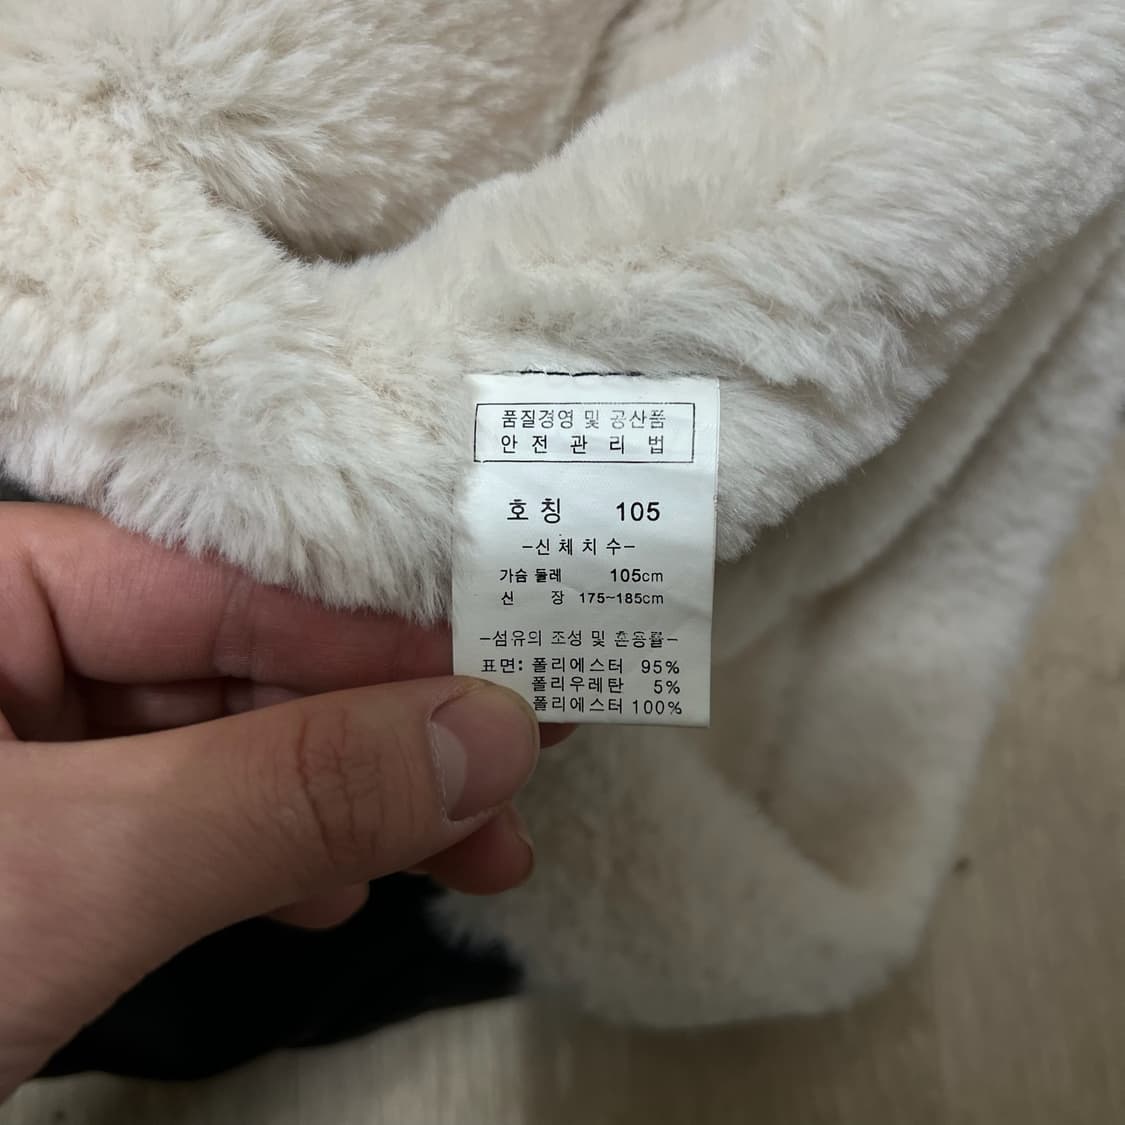 품질경영 및 공산품
안전관리법
호칭 105
-신체치수-
가슴둘레 105cm
신장 175~185cm
-섬유의 조성 및 혼용률-
표면: 폴리에스터 95%
폴리우레탄 5%
폴리에스터 100%